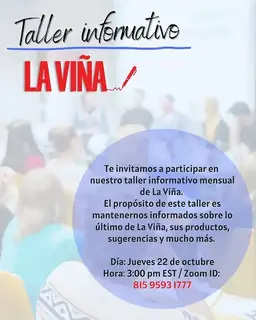 Taller informativo
LA VIÑA
Te invitamos a participar en
nuestro taller informativo mensual
de La Viña.
El propósito de este taller es
mantenernos informados sobre lo
último de La Viña, sus productos,
sugerencias y mucho más.
Día: Jueves 22 de octubre
Hora: 3:00 pm EST / Zoom ID:
815 9593 1777